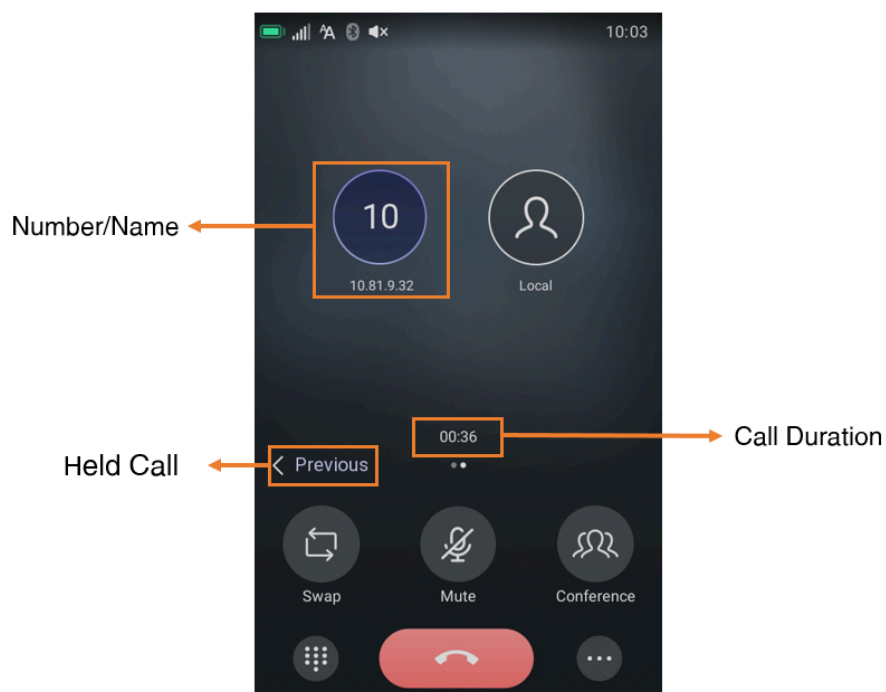 10:03
Number/Name
10
10.81.9.32
Local
00:36
Call Duration
Held Call
Previous
Swap
Mute
Conference